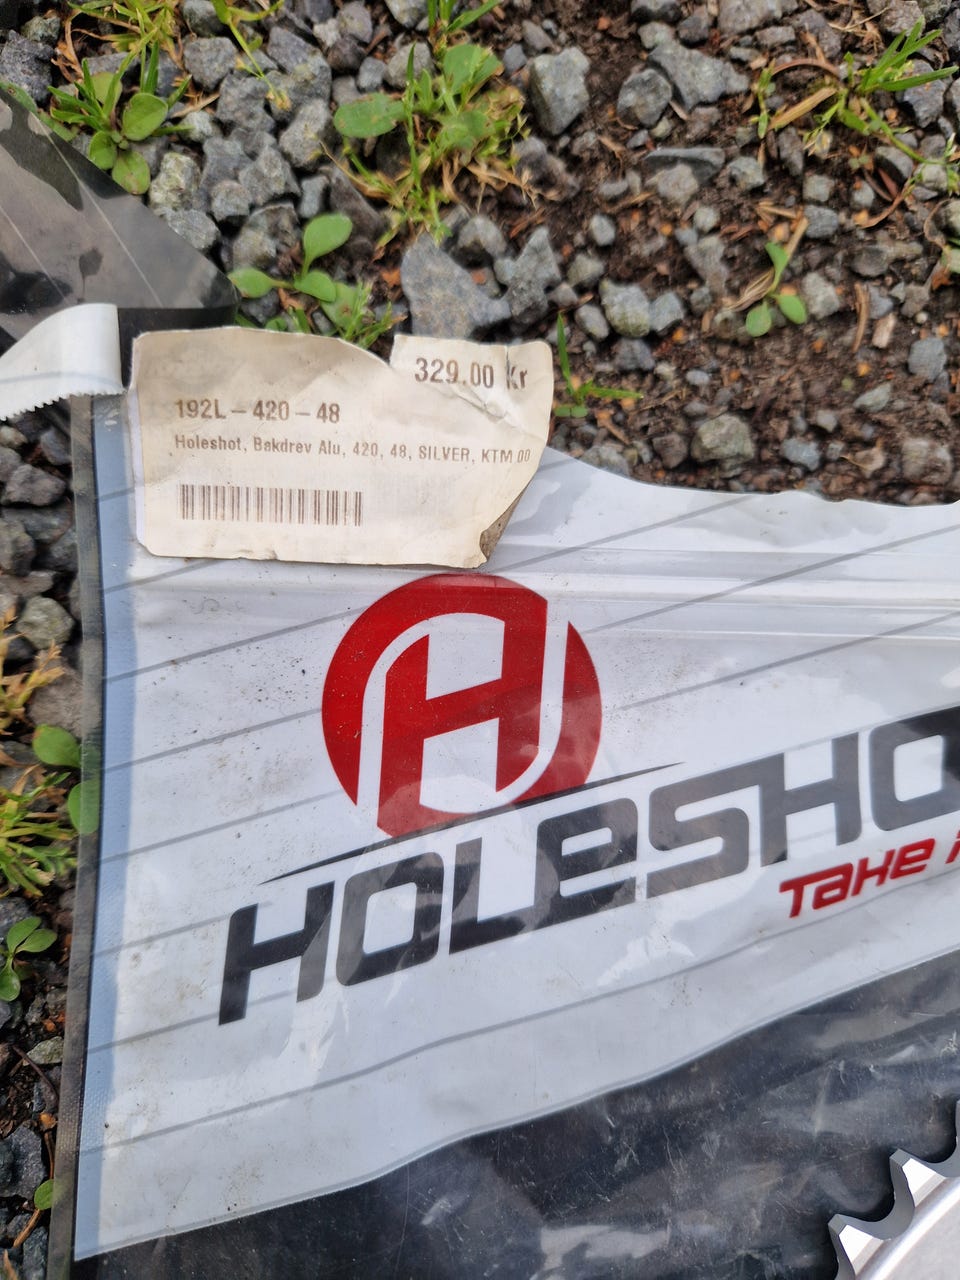 329.00 kr
192L-420-48
Holeshot, Bakdrev Alu, 420, 48, SILVER, KTM 00
H
HOLESHO
TAKE